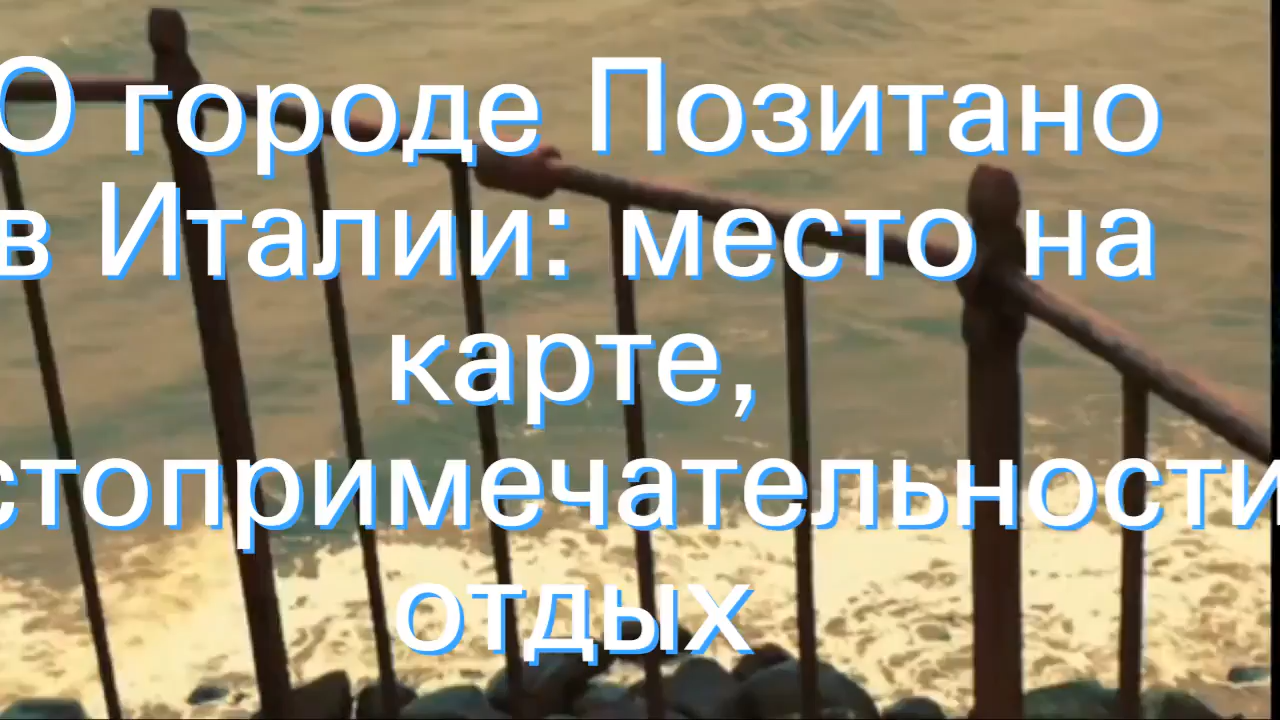 О городе Позитано
в Италии: место на
карте,
стопримечательности
отдых